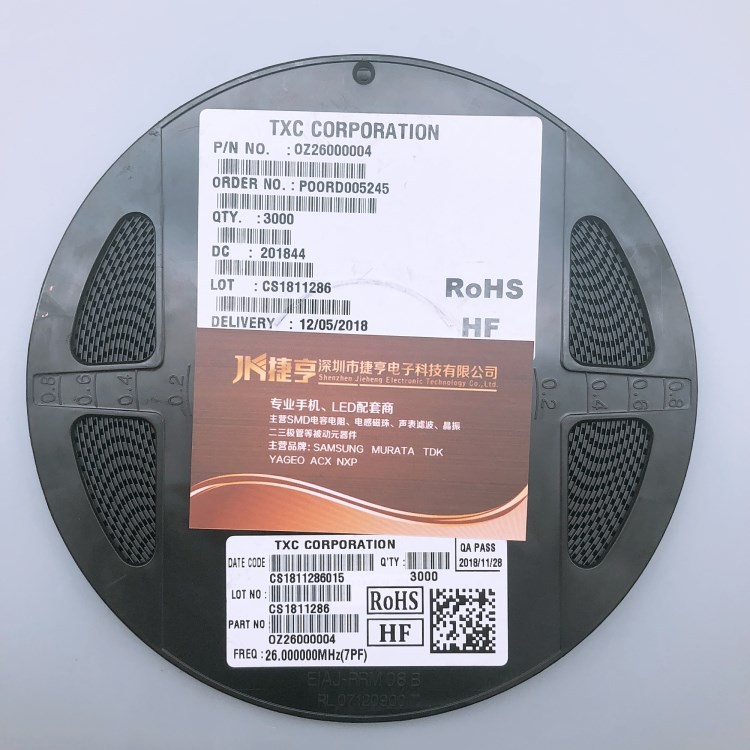 TXC CORPORATION
P/N NO. : OZ26000004
ORDER NO. : POORD005245
QTY. : 3000
DC : 201844
LOT : CS1811286
RoHS
DELIVERY : 12/05/2018
HF
JK捷亨 深圳市捷亨电子科技有限公司
Shenzhen Jieheng Electronic Technology Co.,Ltd.
专业手机、LED配套商
主营SMD电容电阻、电感磁珠、声表滤波、晶振
二三极管等被动元器件
主营品牌: SAMSUNG MURATA TDK
YAGEO ACX NXP
0.8 0.6 0.4 0.2
0.2 0.4 0.6 0.8
TXC CORPORATION
QA PASS
2018/11/28
DATE CODE
Q'TY :
CS1811286015
3000
LOT NO :
CS1811286
RoHS
PART NO
OZ26000004
HF
FREQ : 26.000000MHz(7PF)
EIAJ-RRM 08 B